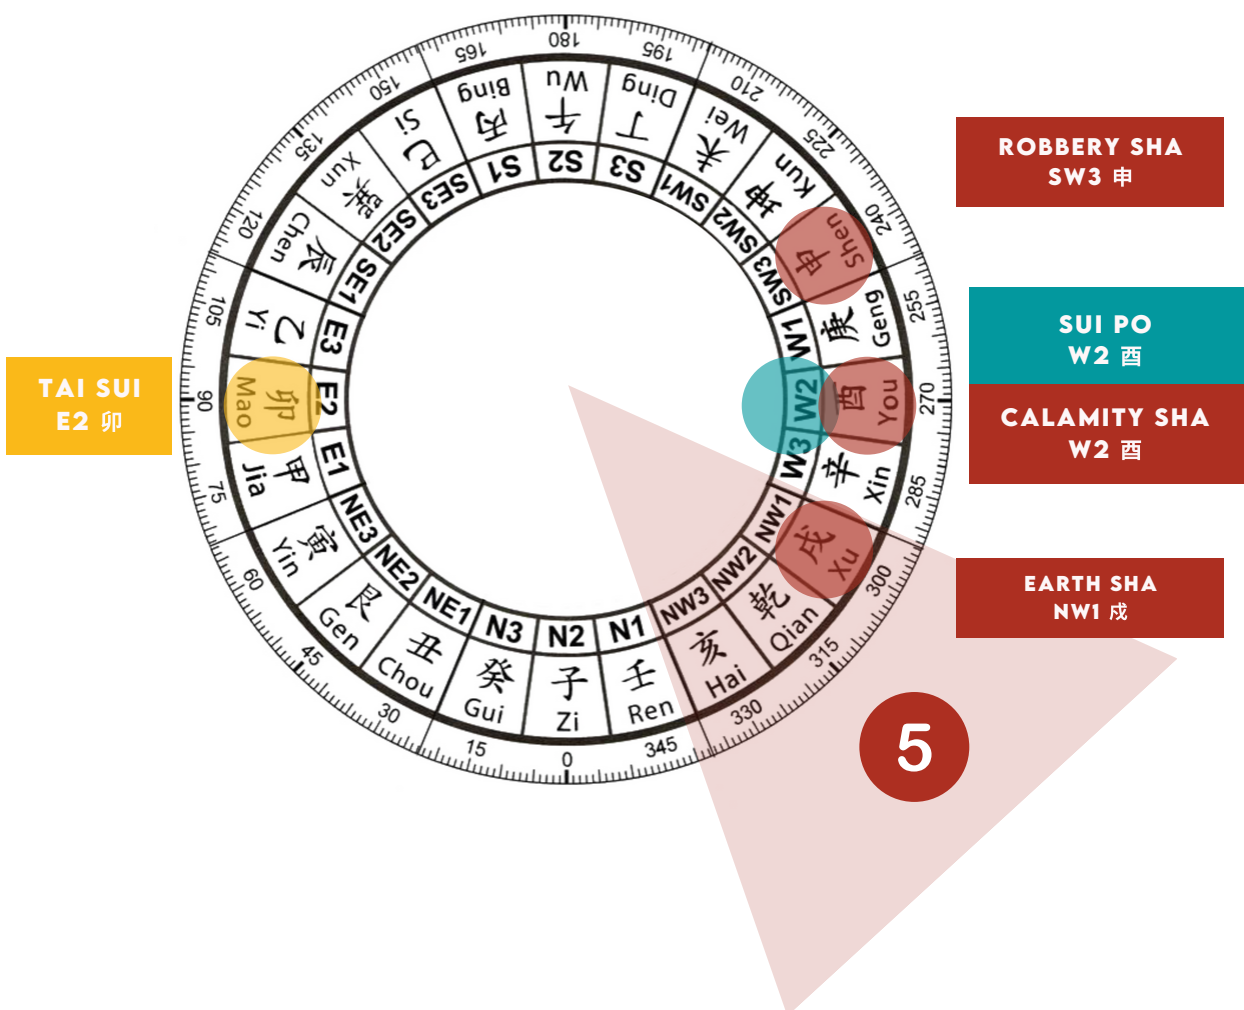 180
195
210
225
240
255
270
285
300
315
330
345
0
15
30
45
60
75
90
105
120
135
150
165
Wu
午
S2
Ding
丁
S3
Wei
未
SW1
Kun
坤
SW2
Shen
申
SW3
Geng
庚
W1
You
酉
W2
Xin
辛
W3
Xu
戌
NW1
Qian
乾
NW2
Hai
亥
NW3
Ren
壬
N1
Zi
子
N2
Gui
癸
N3
Chou
丑
NE1
Gen
艮
NE2
Yin
寅
NE3
Jia
甲
E1
Mao
卯
E2
Yi
乙
E3
Chen
辰
SE1
Xun
巽
SE2
Si
巳
SE3
Bing
丙
S1
ROBBERY SHA
SW3 申
SUI PO
W2 酉
CALAMITY SHA
W2 酉
TAI SUI
E2 卯
EARTH SHA
NW1 戌
5